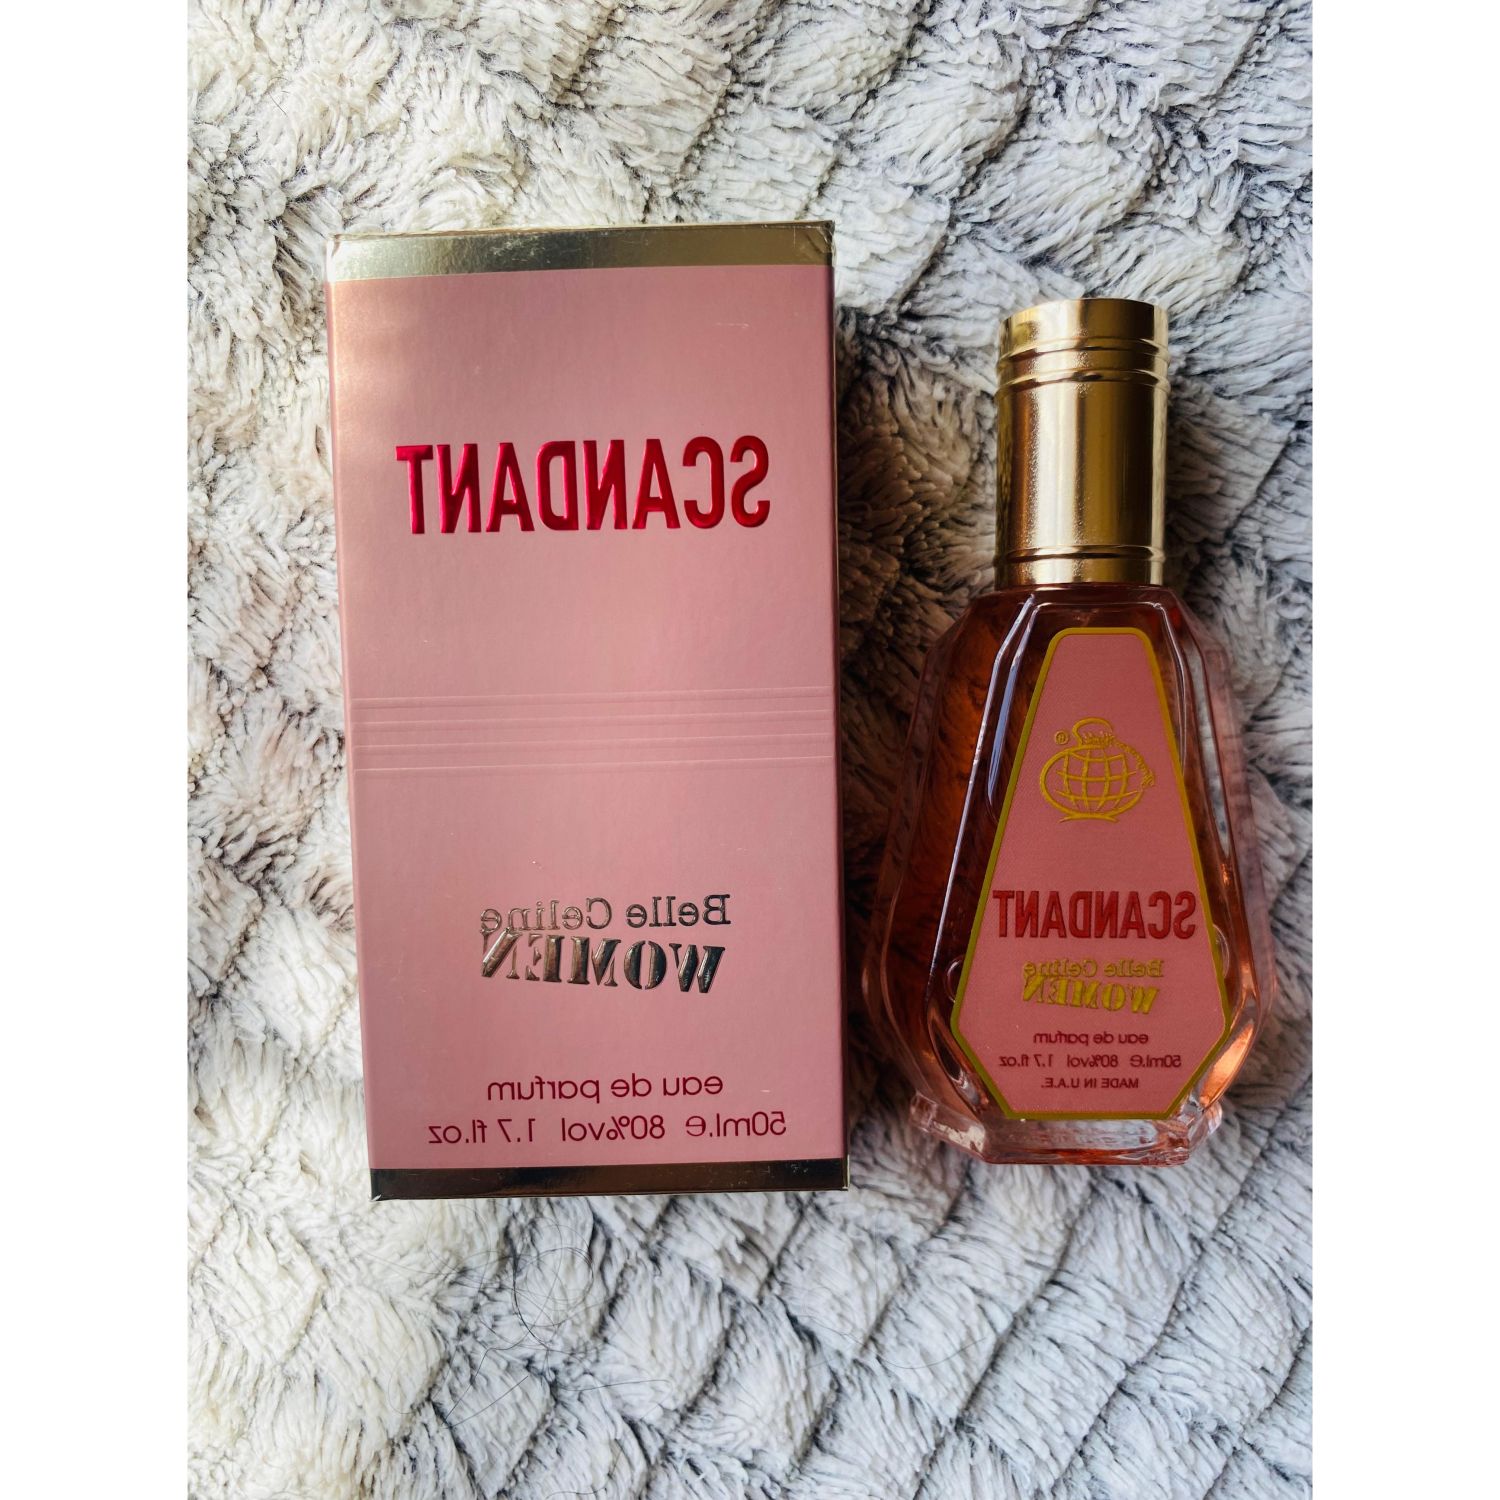 SCANDANT
Belle Celine
WOMEN
eau de parfum
50ml.e 80%vol 1.7 fl.oz
®
SCANDANT
Belle Celine
WOMEN
eau de parfum
50ml.e 80%vol 1.7 fl.oz
MADE IN U.A.E.